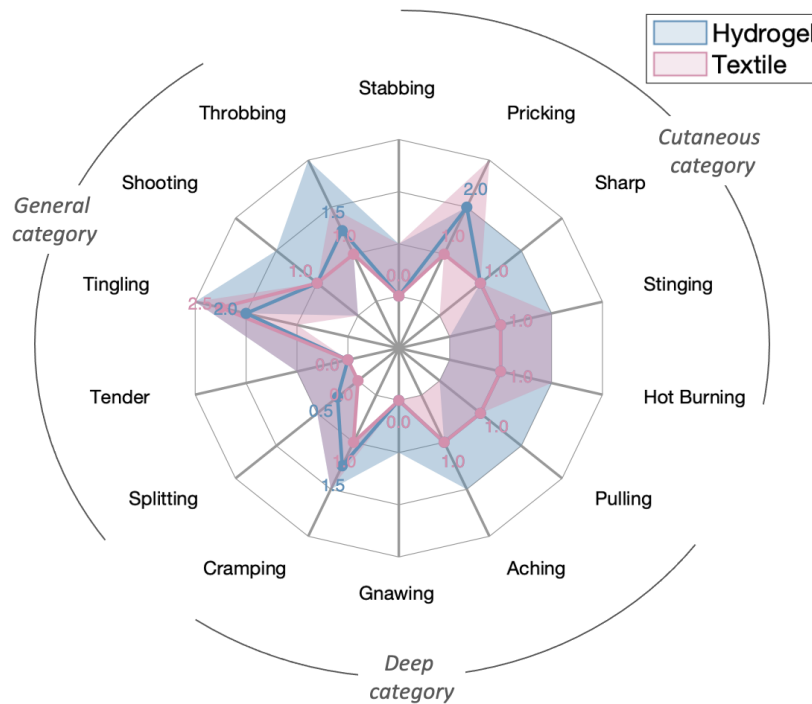 Hydrogel
Textile
Stabbing
Throbbing
Pricking
Cutaneous
category
Shooting
Sharp
General
category
Tingling
Stinging
Tender
Hot Burning
Splitting
Pulling
Cramping
Aching
Gnawing
Deep
category
2.0
1.5
1.0
1.0
0.0
1.0
1.0
2.5
2.0
1.0
0.0
1.0
0.0
0.5
0.0
1.0
1.0
1.0
1.5